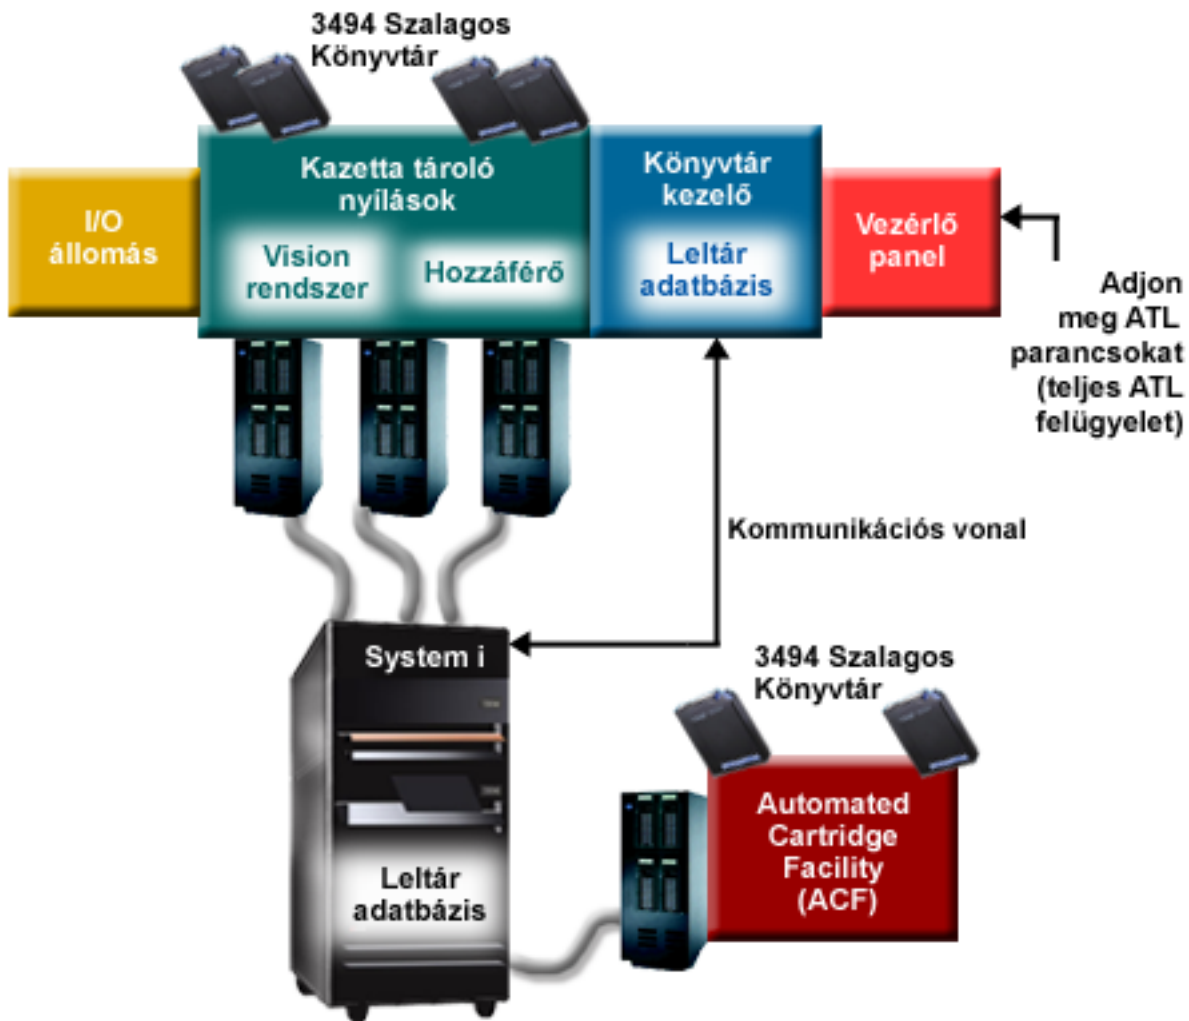 3494 Szalagos
Könyvtár
Kazetta tároló
nyílások
Könyvtár
kezelő
I/O
állomás
Vision
rendszer
Hozzáférő
Leltár
adatbázis
Vezérlő
panel
Adjon
meg ATL
parancsokat
(teljes ATL
felügyelet)
Kommunikációs vonal
System i
3494 Szalagos
Könyvtár
Automated
Cartridge
Facility
(ACF)
Leltár
adatbázis